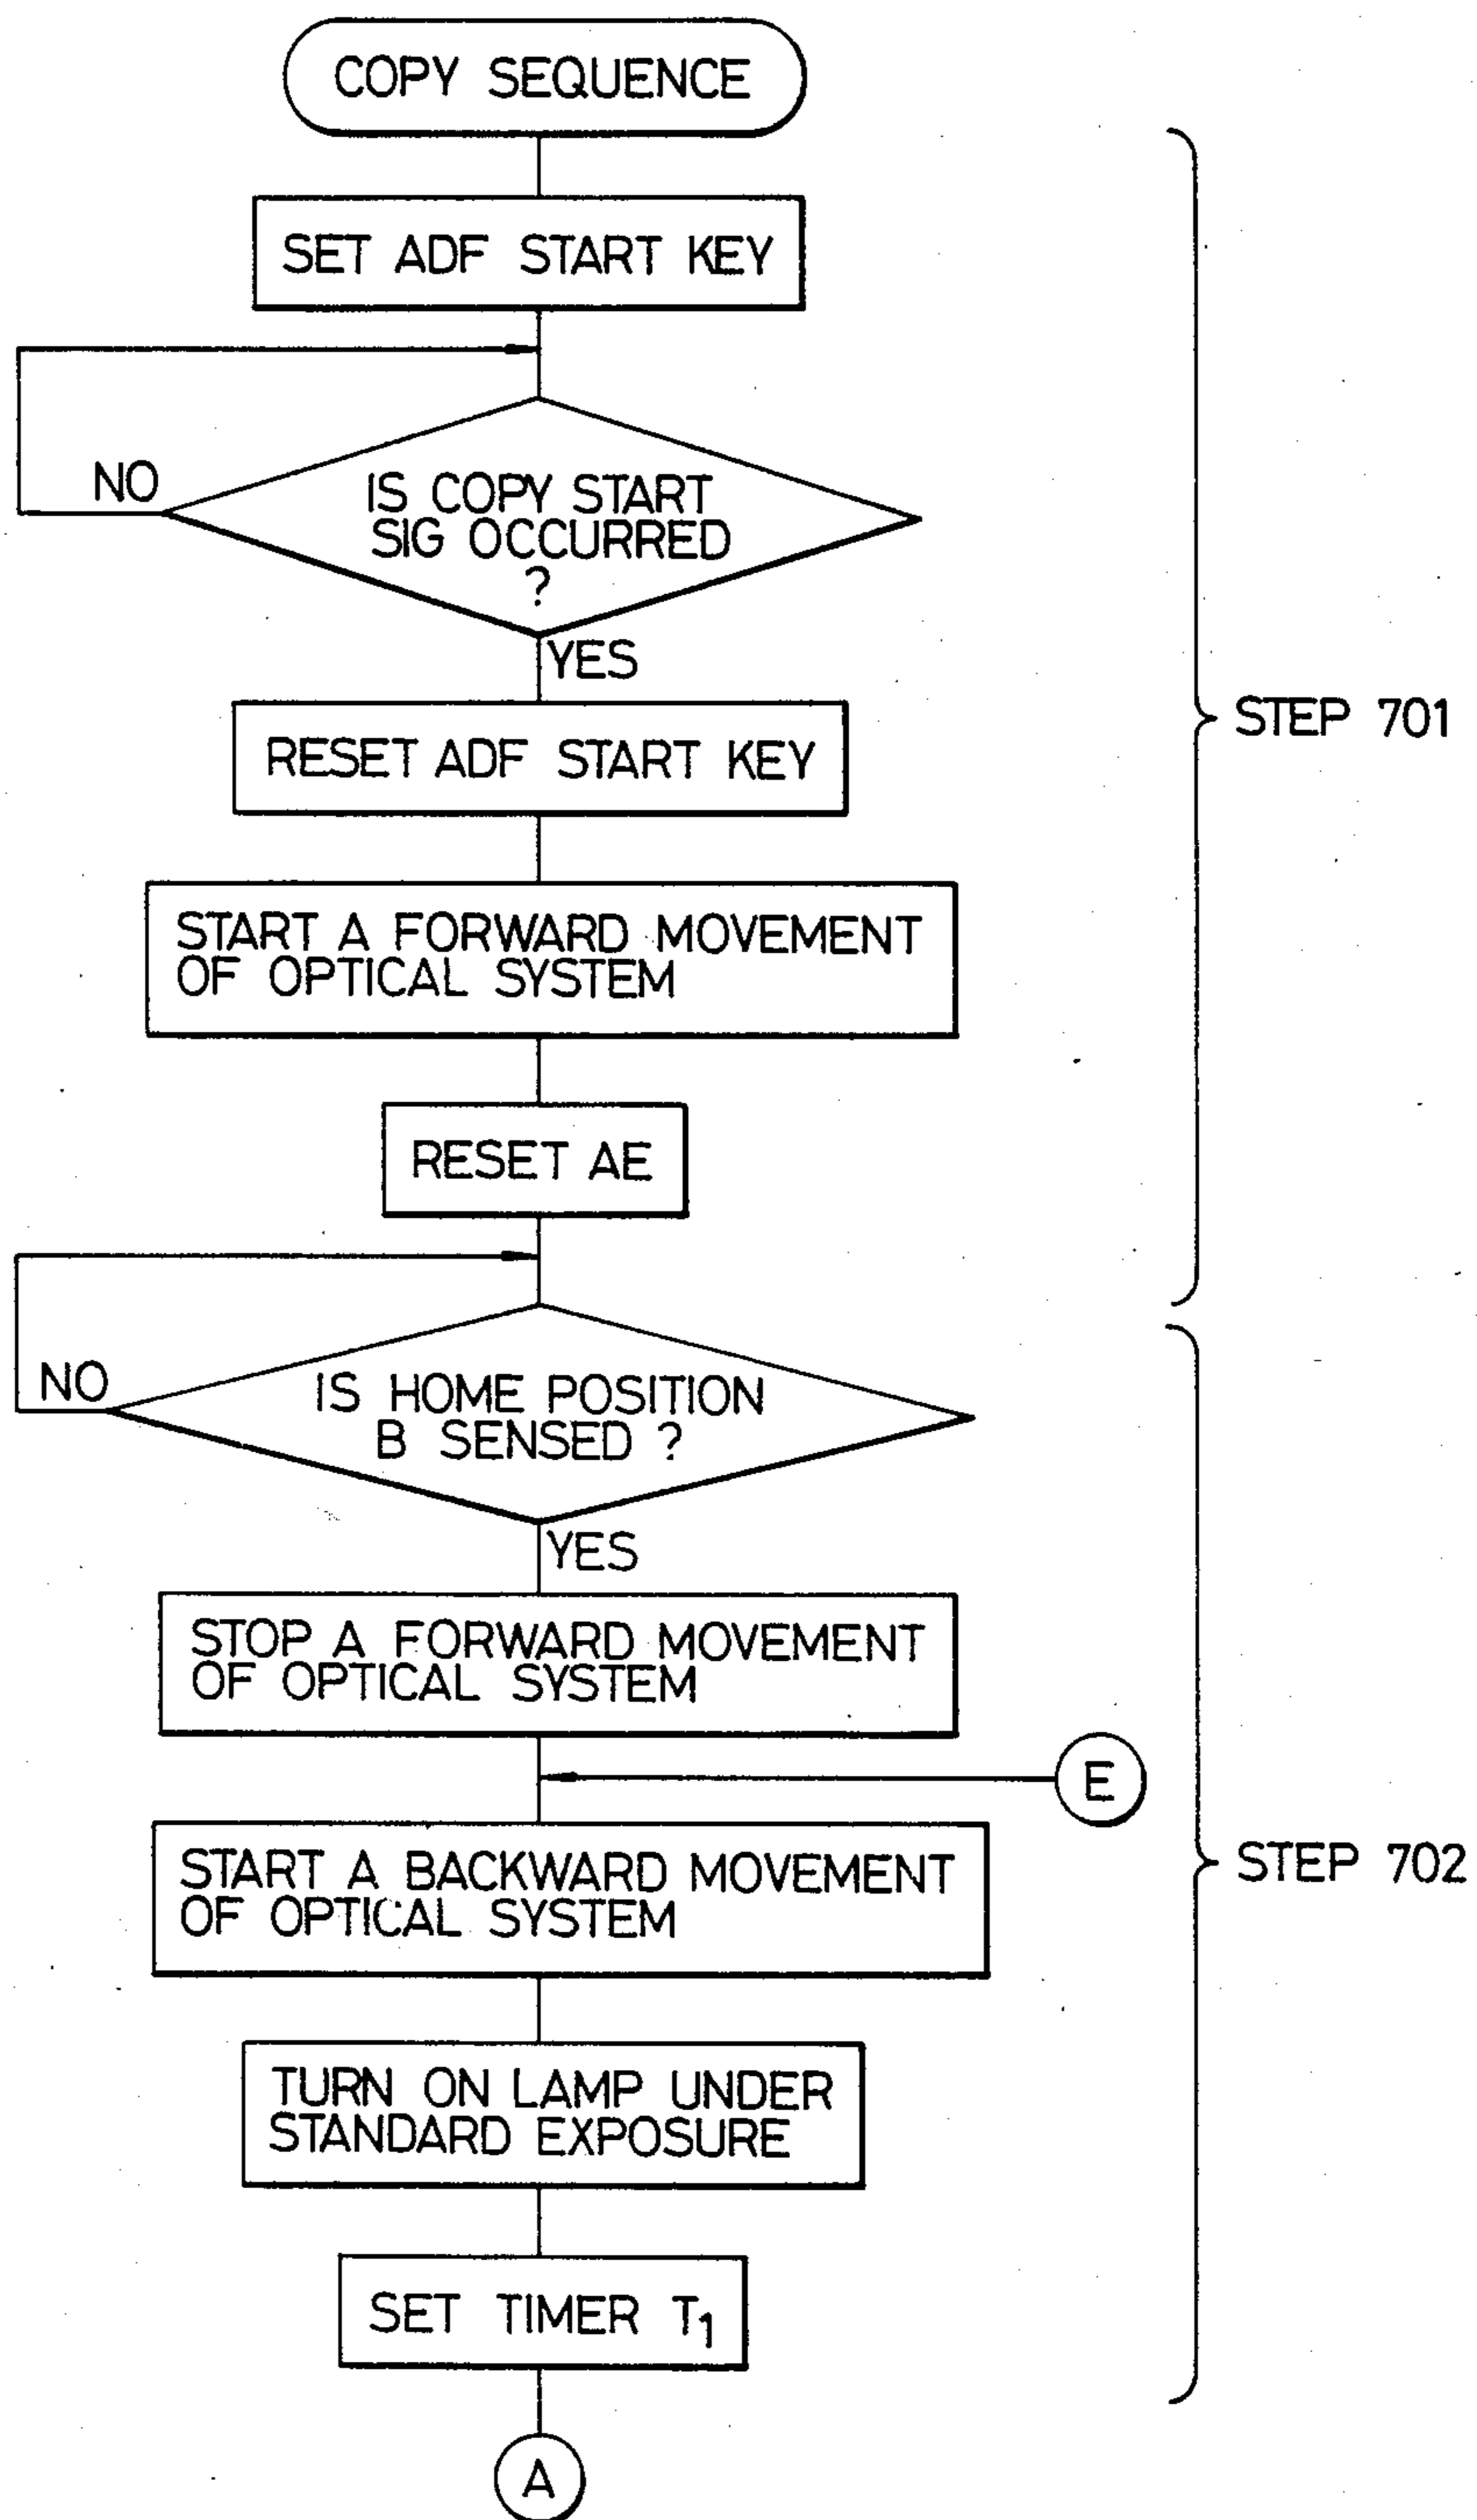 COPY SEQUENCE
SET ADF START KEY
NO
IS COPY START
SIG OCCURRED
?
YES
RESET ADF START KEY
STEP 701
START A FORWARD MOVEMENT
OF OPTICAL SYSTEM
RESET AE
NO
IS HOME POSITION
B SENSED ?
YES
STOP A FORWARD MOVEMENT
OF OPTICAL SYSTEM
E
START A BACKWARD MOVEMENT
OF OPTICAL SYSTEM
STEP 702
TURN ON LAMP UNDER
STANDARD EXPOSURE
SET TIMER T1
A